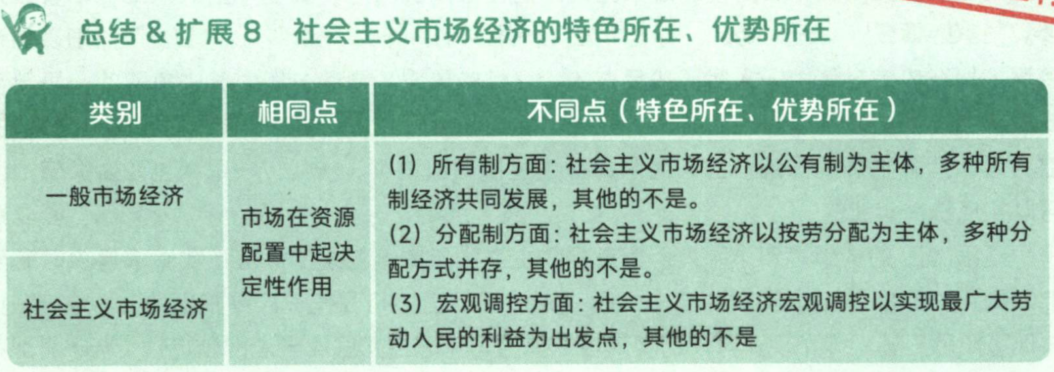 总结 & 扩展 8 社会主义市场经济的特色所在、优势所在
类别
相同点
不同点（特色所在、优势所在）
一般市场经济
社会主义市场经济
市场在资源
配置中起决
定性作用
(1) 所有制方面：社会主义市场经济以公有制为主体，多种所有
制经济共同发展，其他的不是。
(2) 分配制方面：社会主义市场经济以按劳分配为主体，多种分
配方式并存，其他的不是。
(3) 宏观调控方面：社会主义市场经济宏观调控以实现最广大劳
动人民的利益为出发点，其他的不是